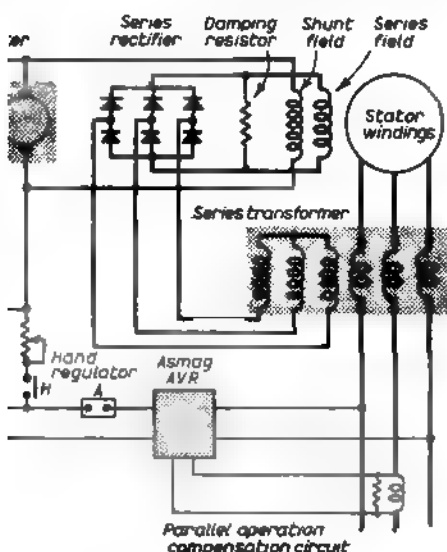 Series
rectifier
Damping
resistor
Shunt
field
Series
field
Stator
windings
Series transformer
Hand
regulator
H
A
Asmag
AVR
Parallel operation
compensation circuit